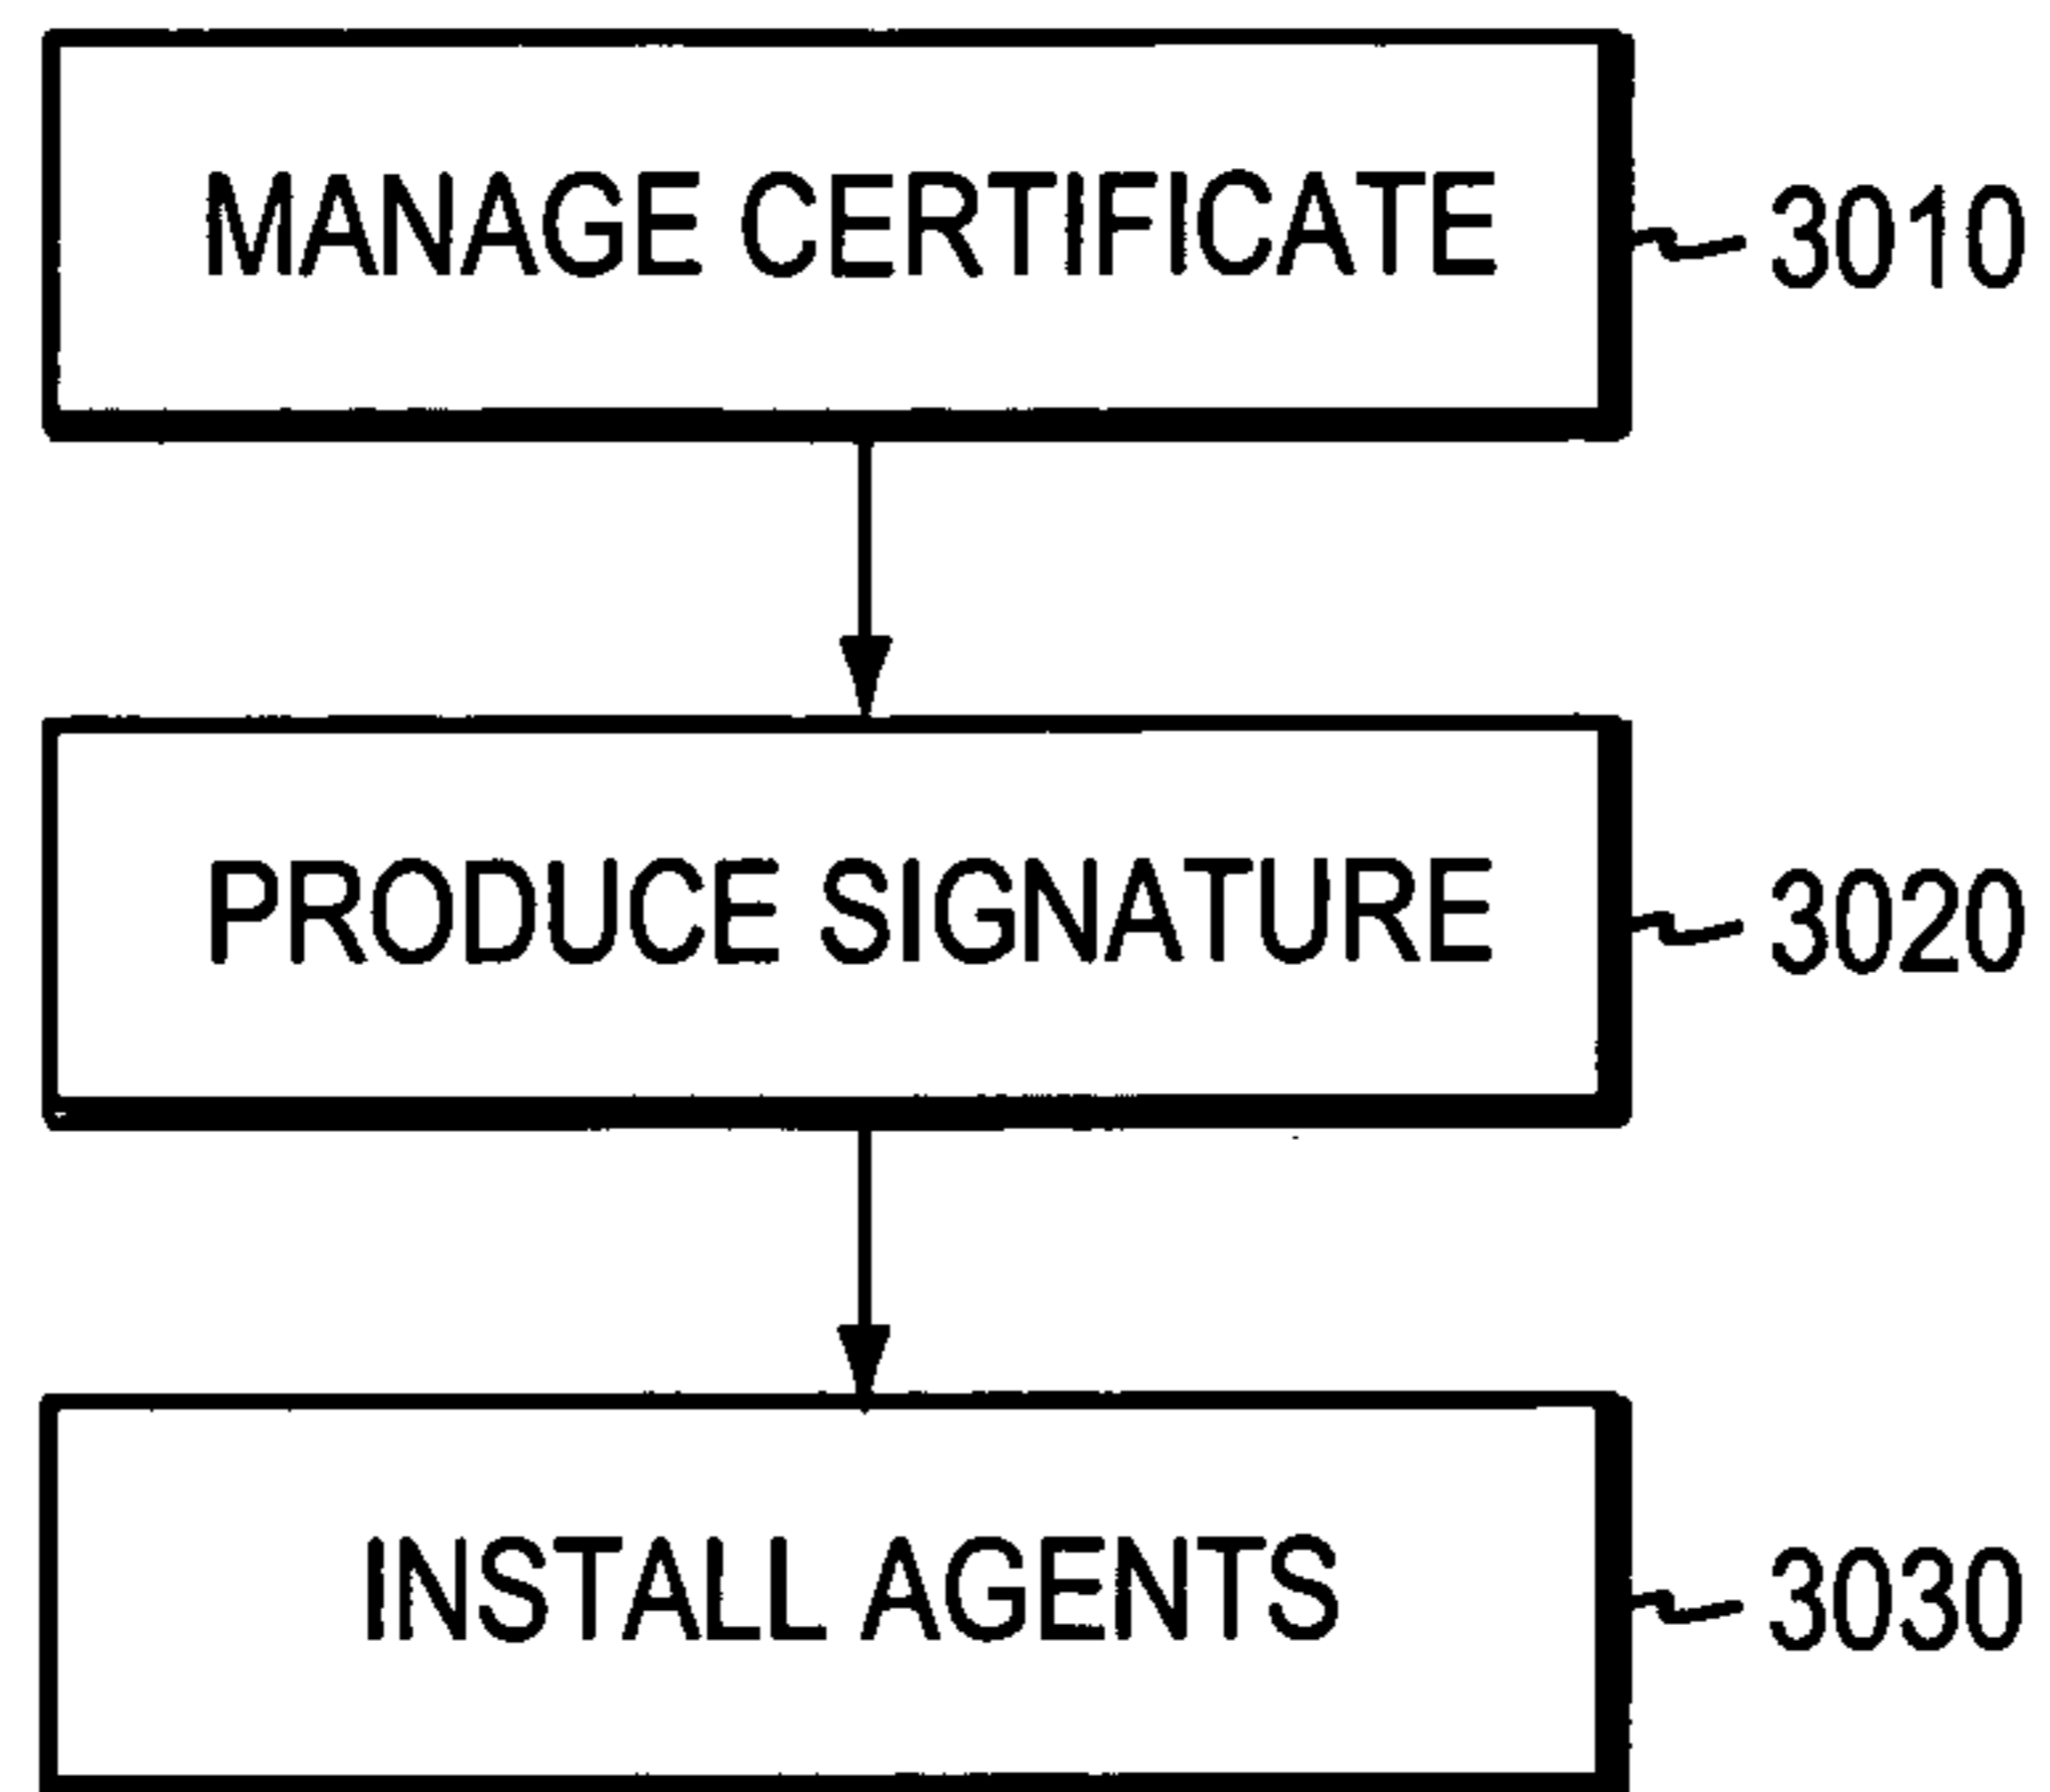 MANAGE CERTIFICATE
3010
PRODUCE SIGNATURE
3020
INSTALL AGENTS
3030